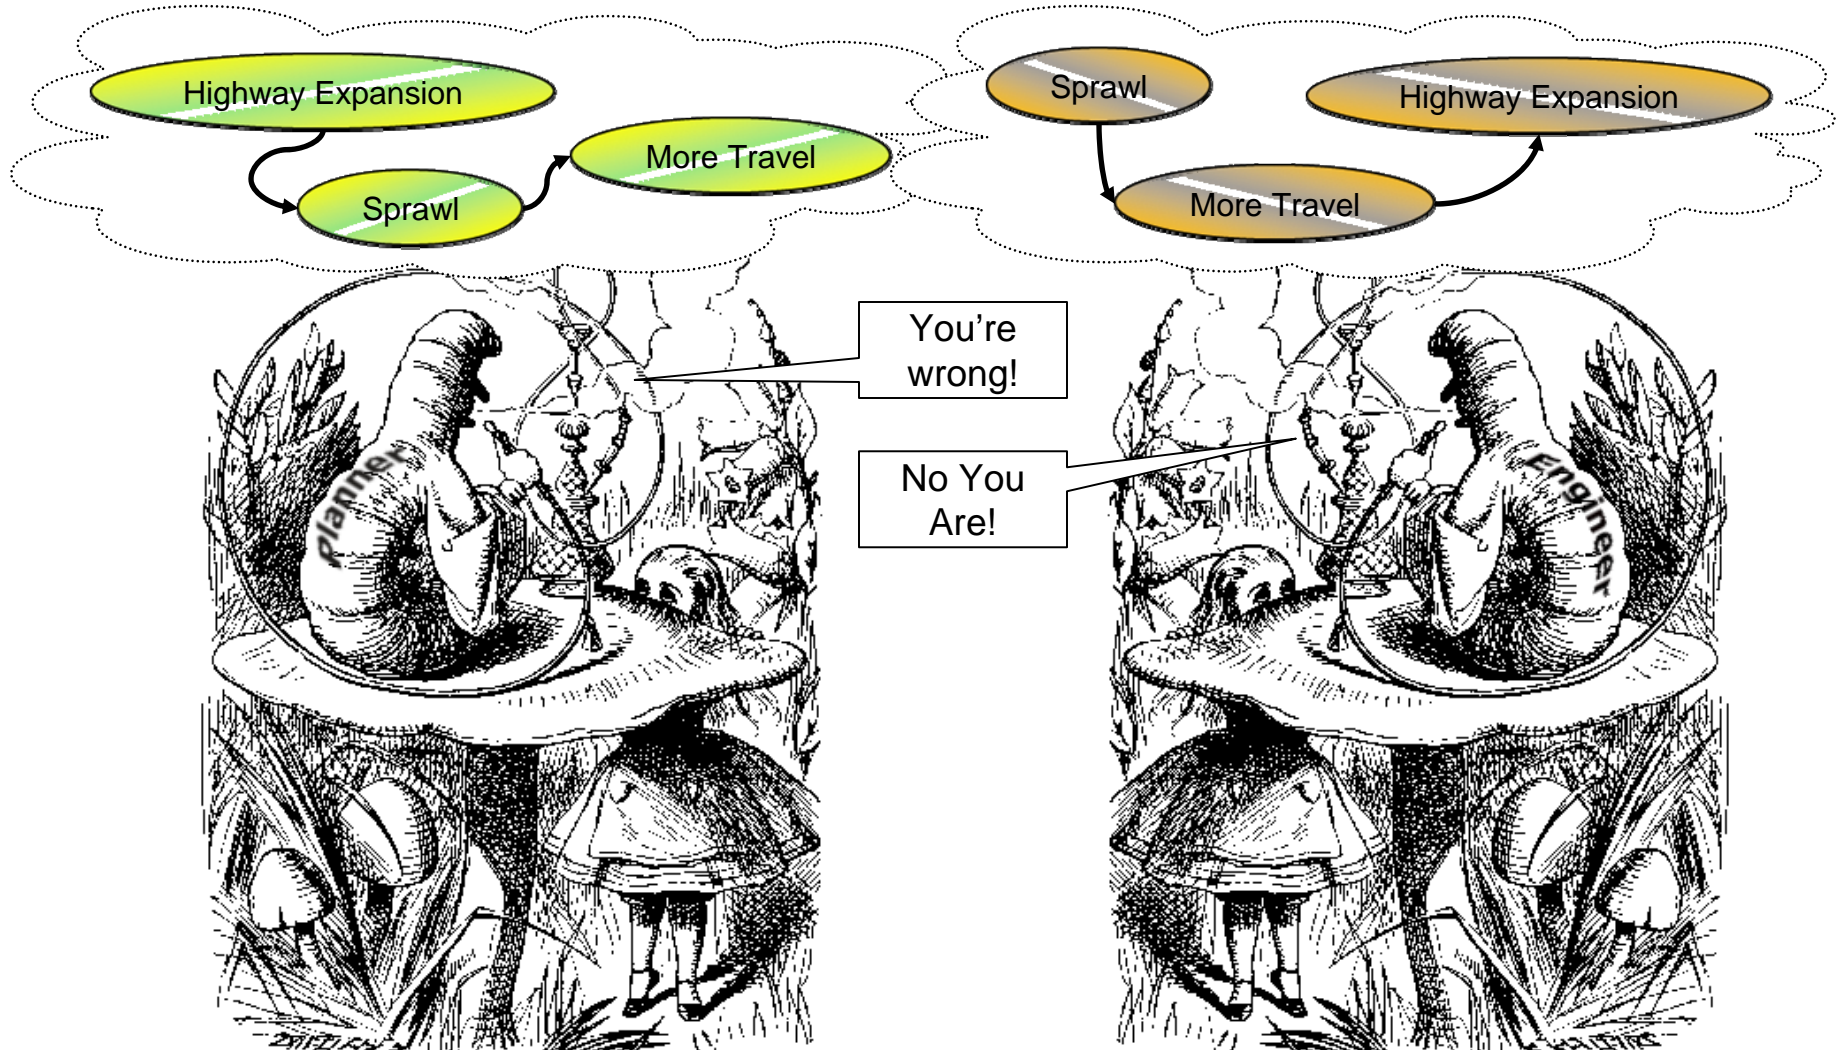 Highway Expansion
Sprawl
More Travel
Sprawl
More Travel
Highway Expansion
You’re
wrong!
No You
Are!
Planner
Engineer